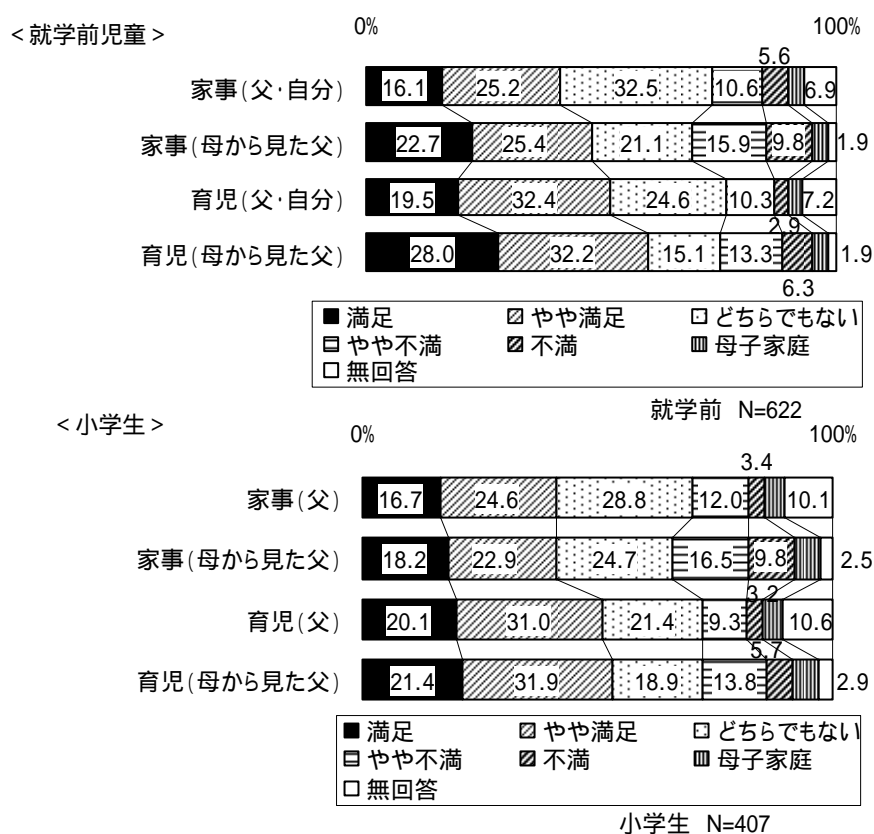 <就学前児童>
0% 100%
5.6
家事(父・自分) 16.1 25.2 32.5 10.6 6.9
家事(母から見た父) 22.7 25.4 21.1 15.9 9.8 1.9
育児(父・自分) 19.5 32.4 24.6 10.3 7.2
2.9
育児(母から見た父) 28.0 32.2 15.1 13.3 1.9
6.3
満足 やや満足 どちらでもない
やや不満 不満 母子家庭
無回答
就学前 N=622
<小学生>
0% 100%
3.4
家事(父) 16.7 24.6 28.8 12.0 10.1
家事(母から見た父) 18.2 22.9 24.7 16.5 9.8 2.5
3.2
育児(父) 20.1 31.0 21.4 9.3 10.6
5.7
育児(母から見た父) 21.4 31.9 18.9 13.8 2.9
満足 やや満足 どちらでもない
やや不満 不満 母子家庭
無回答
小学生 N=407